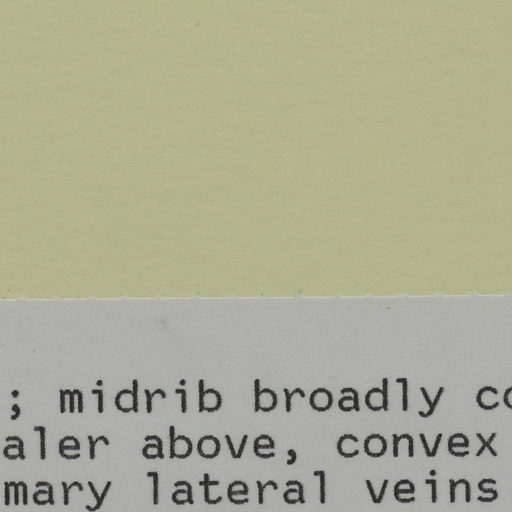 ; midrib broadly co
aler above, convex
mary lateral veins